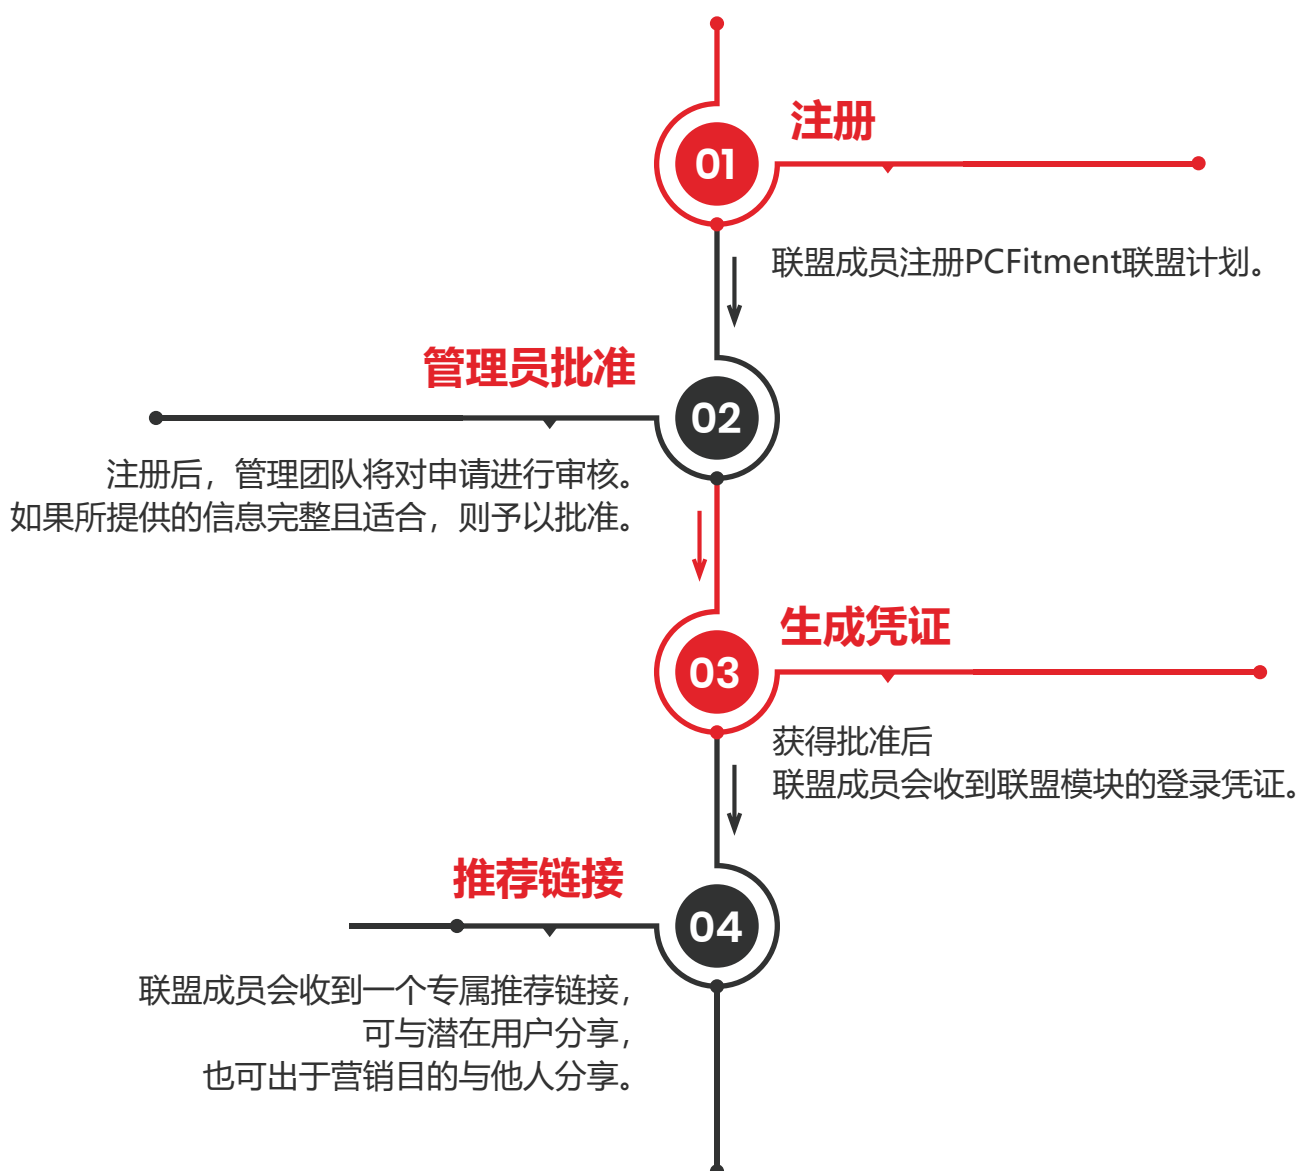 注册
01
联盟成员注册PCFitment联盟计划。
管理员批准
02
注册后，管理团队将对申请进行审核。
如果所提供的信息完整且适合，则予以批准。
生成凭证
03
获得批准后
联盟成员会收到联盟模块的登录凭证。
推荐链接
04
联盟成员会收到一个专属推荐链接，
可与潜在用户分享，
也可出于营销目的与他人分享。